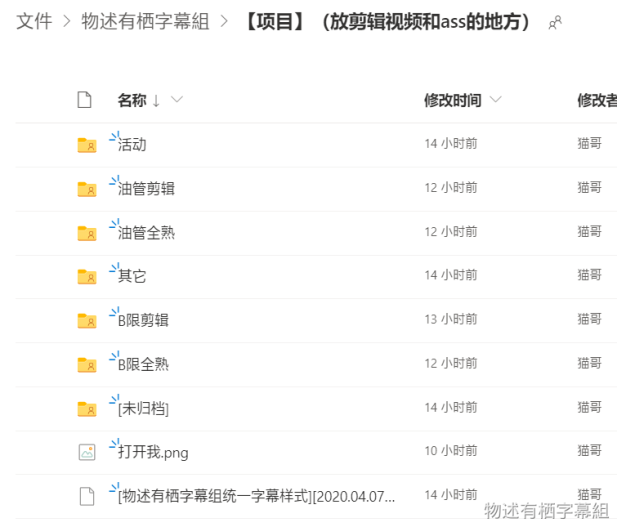 文件 > 物述有栖字幕組 > 【项目】（放剪辑视频和ass的地方）
名称 ↓ 修改时间 修改者
活动 14 小时前 猫哥
油管剪辑 12 小时前 猫哥
油管全熟 12 小时前 猫哥
其它 14 小时前 猫哥
B限剪辑 13 小时前 猫哥
B限全熟 12 小时前 猫哥
[未归档] 14 小时前 猫哥
打开我.png 10 小时前 猫哥
[物述有栖字幕组统一字幕样式][2020.04.07... 14 小时前 猫哥
物述有栖字幕組